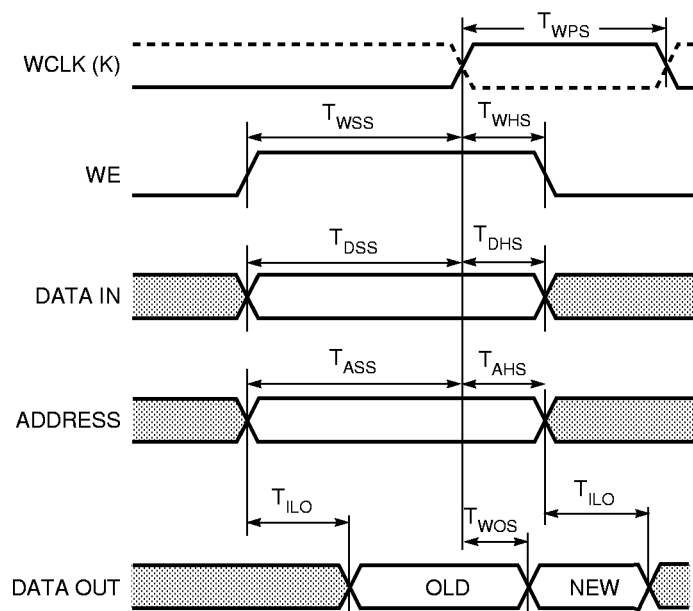 T_WPS
WCLK (K)
T_WSS T_WHS
WE
T_DSS T_DHS
DATA IN
T_ASS T_AHS
ADDRESS
T_ILO T_WOS T_ILO
DATA OUT OLD NEW